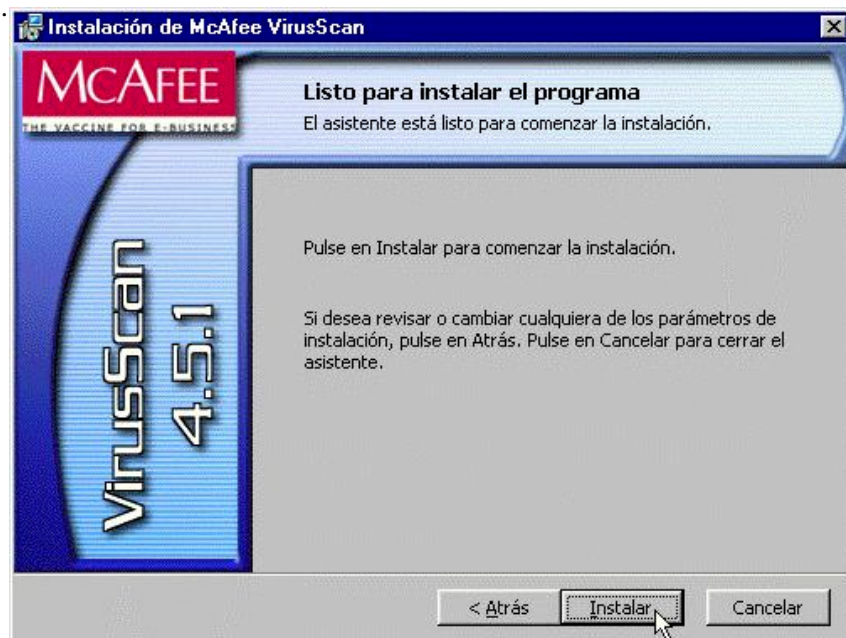 Instalación de McAfee VirusScan
McAFEE
THE VACCINE FOR E-BUSINESS
Listo para instalar el programa
El asistente está listo para comenzar la instalación.
VirusScan
4.5.1
Pulse en Instalar para comenzar la instalación.
Si desea revisar o cambiar cualquiera de los parámetros de
instalación, pulse en Atrás. Pulse en Cancelar para cerrar el
asistente.
< Atrás
Instalar
Cancelar